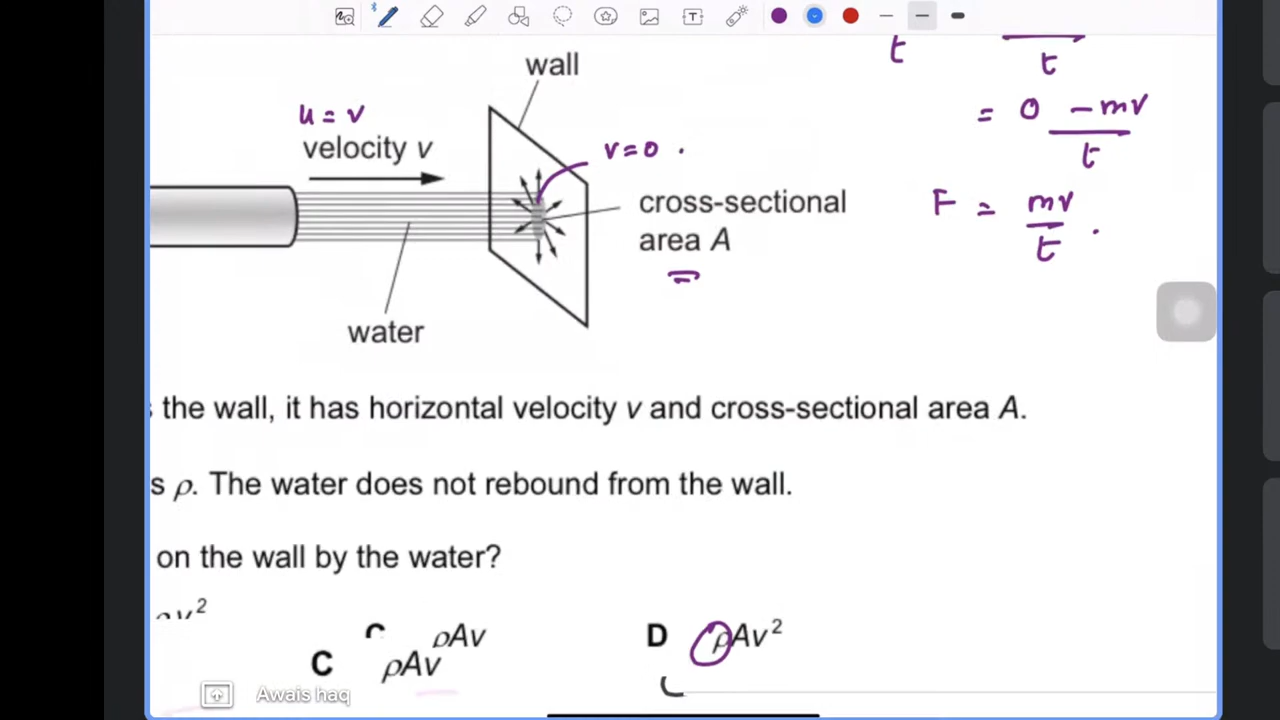 wall
t
t
u = v
= 0 - mv
velocity v
t
v = 0 .
F = mv
t .
cross-sectional
area A
water
the wall, it has horizontal velocity v and cross-sectional area A.
s ρ. The water does not rebound from the wall.
on the wall by the water?
ρAv
D ρAv²
C ρAv
Awais haq